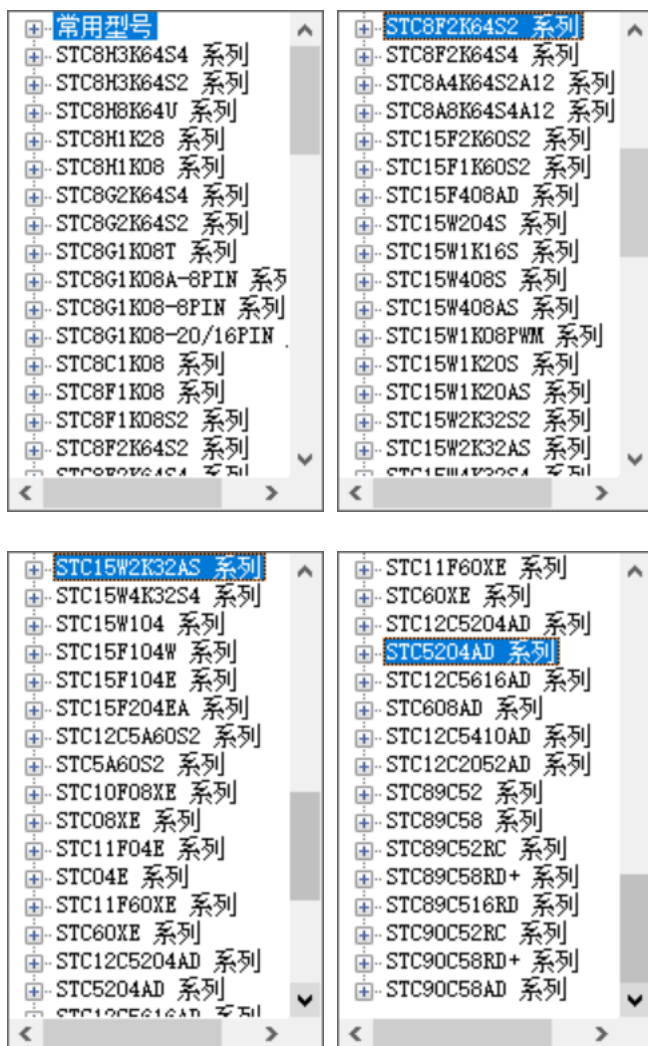 常用型号
STC8H3K64S4 系列
STC8H3K64S2 系列
STC8H8K64U 系列
STC8H1K28 系列
STC8H1K08 系列
STC8G2K64S4 系列
STC8G2K64S2 系列
STC8G1K08T 系列
STC8G1K08A-8PIN 系列
STC8G1K08-8PIN 系列
STC8G1K08-20/16PIN
STC8C1K08 系列
STC8F1K08 系列
STC8F1K08S2 系列
STC8F2K64S2 系列
STC8F2K64S4 系列
STC8F2K64S2 系列
STC8F2K64S4 系列
STC8A4K64S2A12 系列
STC8A8K64S4A12 系列
STC15F2K60S2 系列
STC15F1K60S2 系列
STC15F408AD 系列
STC15W204S 系列
STC15W1K16S 系列
STC15W408S 系列
STC15W408AS 系列
STC15W1K08PWM 系列
STC15W1K20S 系列
STC15W1K20AS 系列
STC15W2K32S2 系列
STC15W2K32AS 系列
STC15W4K32S4 系列
STC15W2K32AS 系列
STC15W4K32S4 系列
STC15W104 系列
STC15F104W 系列
STC15F104E 系列
STC15F204EA 系列
STC12C5A60S2 系列
STC5A60S2 系列
STC10F08XE 系列
STC08XE 系列
STC11F04E 系列
STC04E 系列
STC11F60XE 系列
STC60XE 系列
STC12C5204AD 系列
STC5204AD 系列
STC12C5616AD 系列
STC11F60XE 系列
STC60XE 系列
STC12C5204AD 系列
STC5204AD 系列
STC12C5616AD 系列
STC608AD 系列
STC12C5410AD 系列
STC12C2052AD 系列
STC89C52 系列
STC89C58 系列
STC89C52RC 系列
STC89C58RD+ 系列
STC89C516RD 系列
STC90C52RC 系列
STC90C58RD+ 系列
STC90C58AD 系列